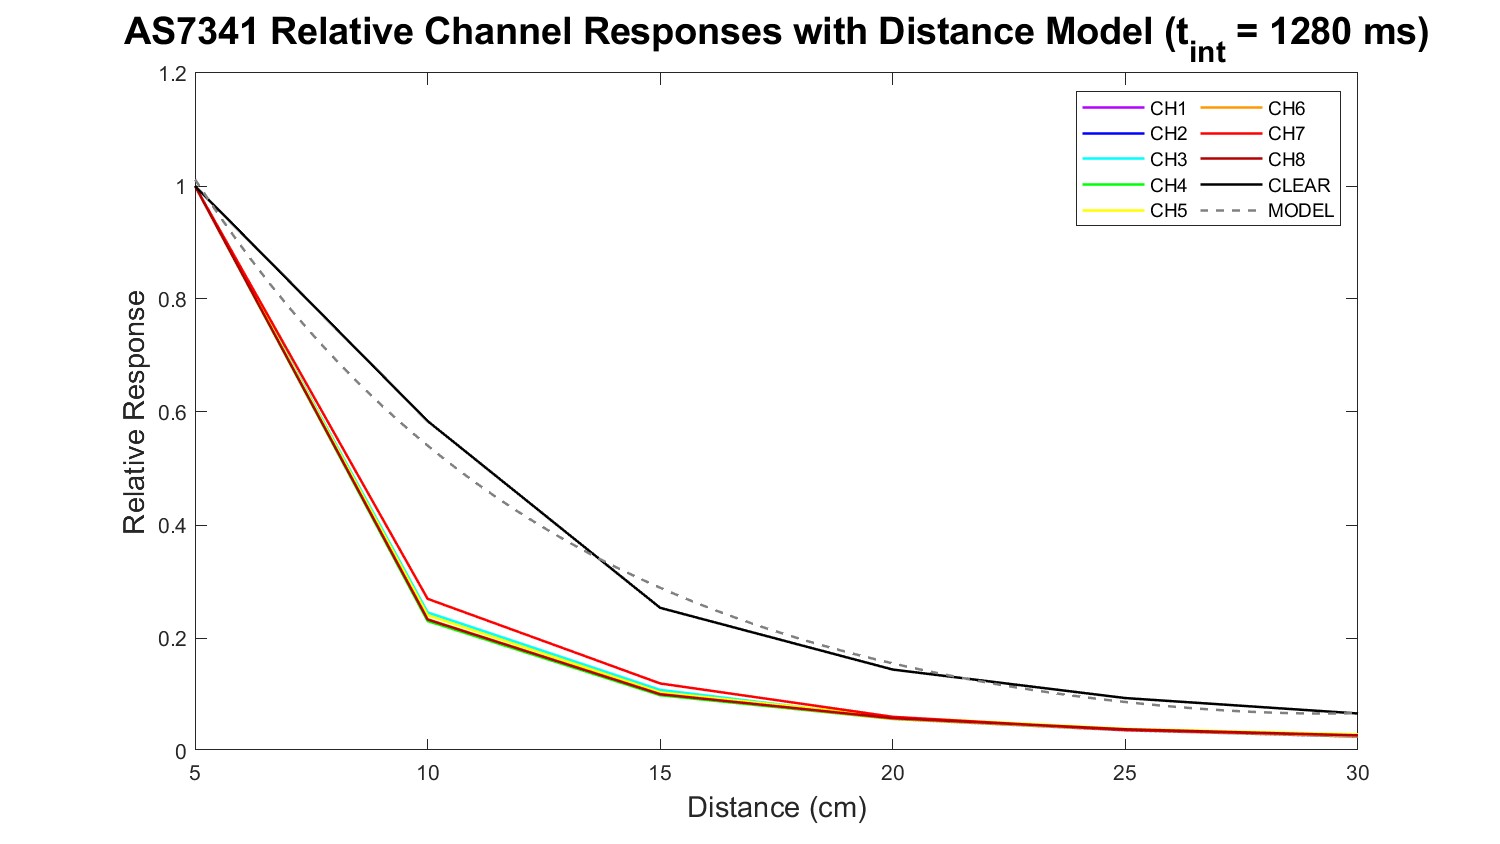 AS7341 Relative Channel Responses with Distance Model (t_int = 1280 ms)
1.2
1
0.8
0.6
0.4
0.2
0
Relative Response
CH1 CH6
CH2 CH7
CH3 CH8
CH4 CLEAR
CH5 MODEL
5 10 15 20 25 30
Distance (cm)